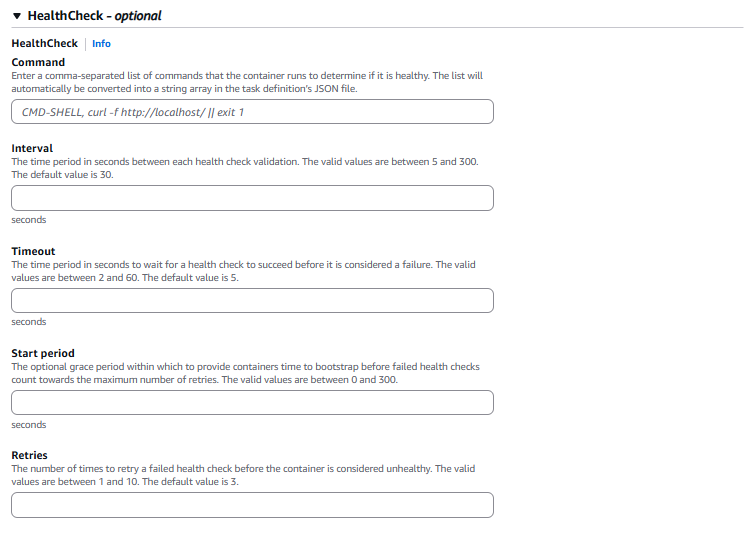 ▼ HealthCheck - optional
HealthCheck | Info
Command
Enter a comma-separated list of commands that the container runs to determine if it is healthy. The list will
automatically be converted into a string array in the task definition's JSON file.
CMD-SHELL, curl -f http://localhost/ || exit 1
Interval
The time period in seconds between each health check validation. The valid values are between 5 and 300.
The default value is 30.
seconds
Timeout
The time period in seconds to wait for a health check to succeed before it is considered a failure. The valid
values are between 2 and 60. The default value is 5.
seconds
Start period
The optional grace period within which to provide containers time to bootstrap before failed health checks
count towards the maximum number of retries. The valid values are between 0 and 300.
seconds
Retries
The number of times to retry a failed health check before the container is considered unhealthy. The valid
values are between 1 and 10. The default value is 3.